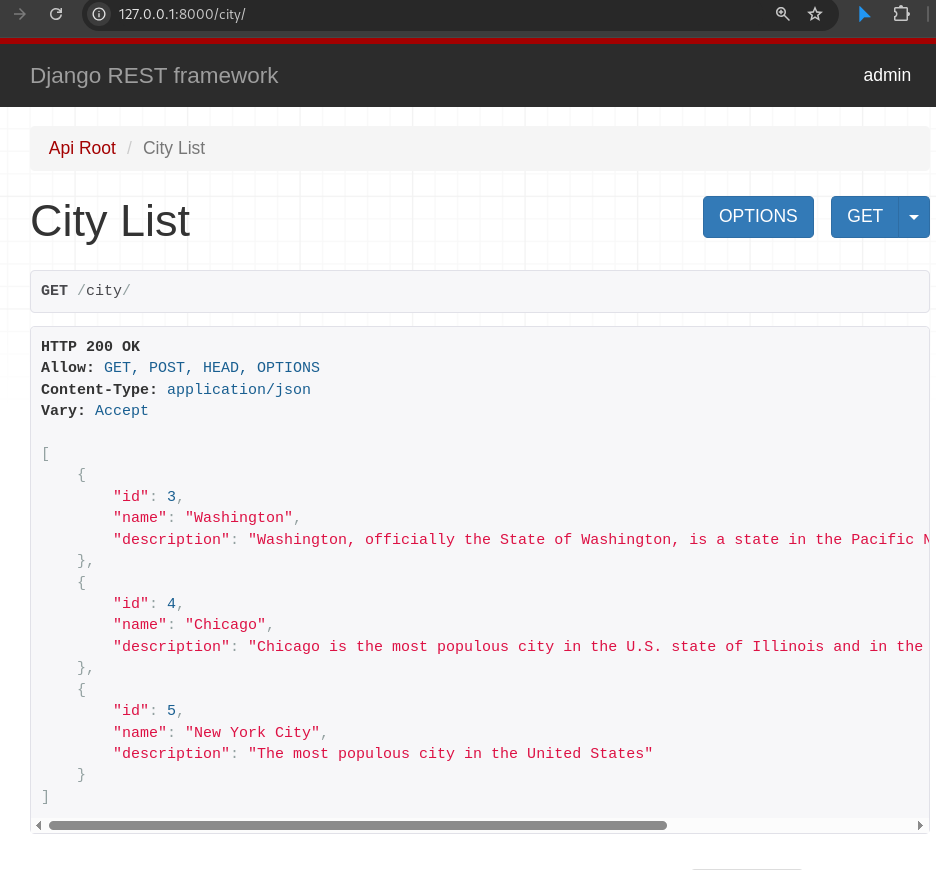 127.0.0.1:8000/city/
Django REST framework
admin
Api Root / City List
City List
OPTIONS
GET
GET /city/
HTTP 200 OK
Allow: GET, POST, HEAD, OPTIONS
Content-Type: application/json
Vary: Accept
[
    {
        "id": 3,
        "name": "Washington",
        "description": "Washington, officially the State of Washington, is a state in the Pacific
    },
    {
        "id": 4,
        "name": "Chicago",
        "description": "Chicago is the most populous city in the U.S. state of Illinois and in the
    },
    {
        "id": 5,
        "name": "New York City",
        "description": "The most populous city in the United States"
    }
]